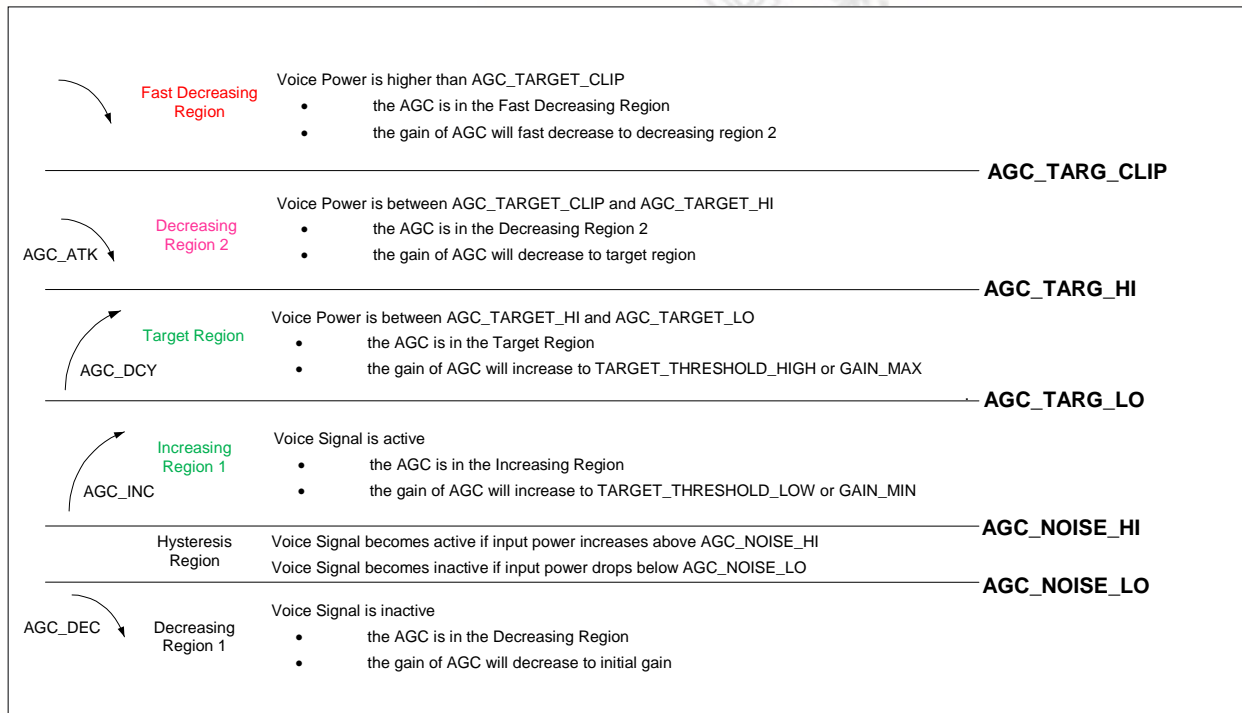 Voice Power is higher than AGC_TARGET_CLIP
Fast Decreasing
Region
• the AGC is in the Fast Decreasing Region
• the gain of AGC will fast decrease to decreasing region 2
AGC_TARG_CLIP
Voice Power is between AGC_TARGET_CLIP and AGC_TARGET_HI
Decreasing
Region 2
• the AGC is in the Decreasing Region 2
AGC_ATK
• the gain of AGC will decrease to target region
AGC_TARG_HI
Voice Power is between AGC_TARGET_HI and AGC_TARGET_LO
Target Region
• the AGC is in the Target Region
AGC_DCY
• the gain of AGC will increase to TARGET_THRESHOLD_HIGH or GAIN_MAX
AGC_TARG_LO
Voice Signal is active
Increasing
Region 1
• the AGC is in the Increasing Region
AGC_INC
• the gain of AGC will increase to TARGET_THRESHOLD_LOW or GAIN_MIN
AGC_NOISE_HI
Hysteresis
Region
Voice Signal becomes active if input power increases above AGC_NOISE_HI
Voice Signal becomes inactive if input power drops below AGC_NOISE_LO
AGC_NOISE_LO
Voice Signal is inactive
AGC_DEC
Decreasing
Region 1
• the AGC is in the Decreasing Region
• the gain of AGC will decrease to initial gain